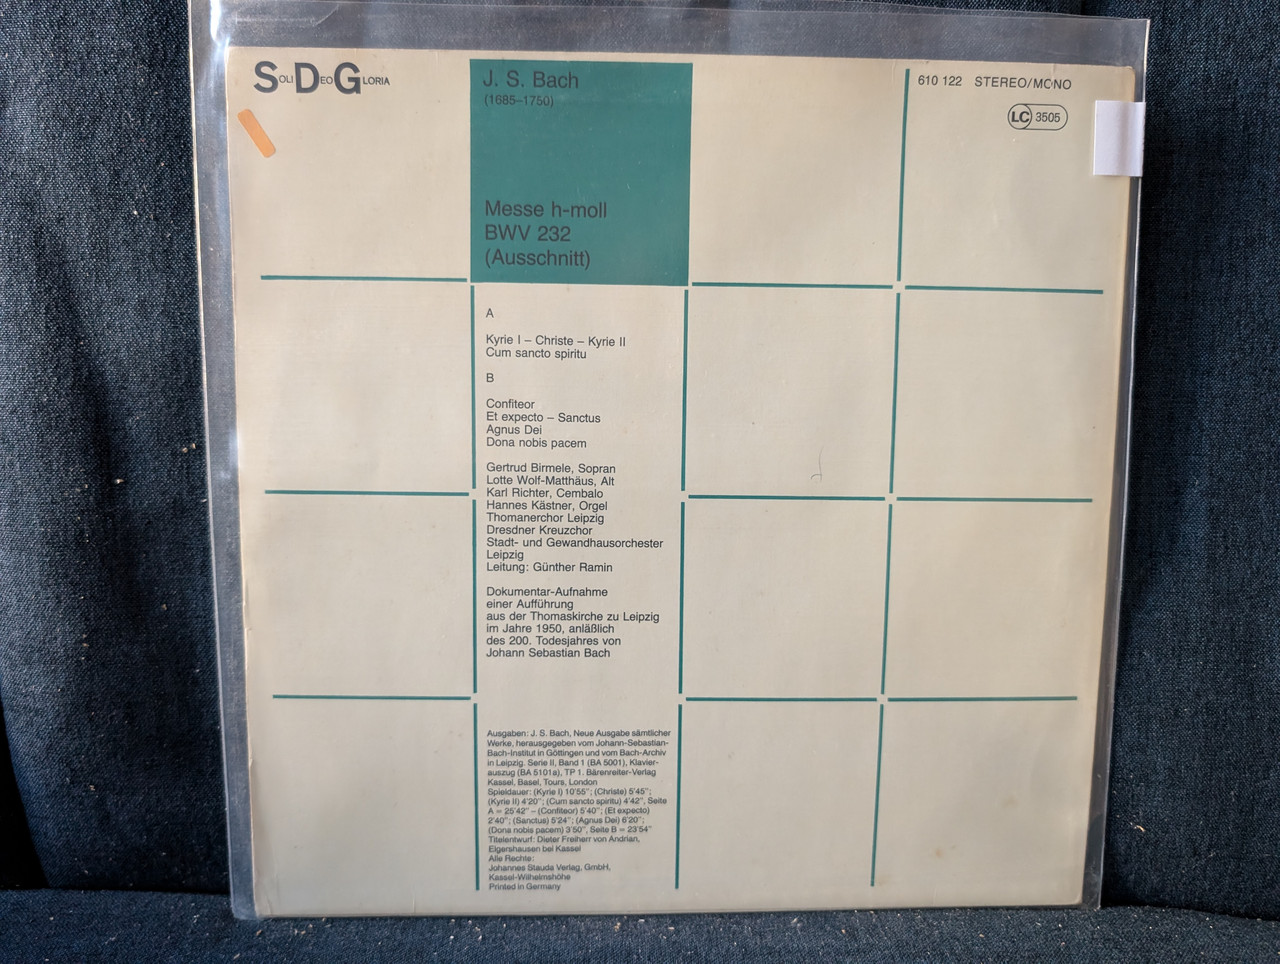 SOLI DEO GLORIA
J. S. Bach
(1685–1750)
Messe h-moll
BWV 232
(Ausschnitt)
610 122 STEREO/MONO
LC 3505
A
Kyrie I – Christe – Kyrie II
Cum sancto spiritu
B
Confiteor
Et expecto – Sanctus
Agnus Dei
Dona nobis pacem
Gertrud Birmele, Sopran
Lotte Wolf-Matthäus, Alt
Karl Richter, Cembalo
Hannes Kästner, Orgel
Thomanerchor Leipzig
Dresdner Kreuzchor
Stadt- und Gewandhausorchester
Leipzig
Leitung: Günther Ramin
Dokumentar-Aufnahme
einer Aufführung
aus der Thomaskirche zu Leipzig
im Jahre 1950, anläßlich
des 200. Todesjahres von
Johann Sebastian Bach
Ausgaben: J. S. Bach, Neue Ausgabe sämtlicher
Werke, herausgegeben vom Johann-Sebastian-
Bach-Institut in Göttingen und vom Bach-Archiv
in Leipzig. Serie II, Band 1 (BA 5001), Klavier-
auszug (BA 5101a), TP 1. Bärenreiter-Verlag
Kassel, Basel, Tours, London
Spieldauer: (Kyrie I) 10'55"; (Christe) 5'45";
(Kyrie II) 4'20"; (Cum sancto spiritu) 4'42", Seite
A = 25'42" – (Confiteor) 5'40"; (Et expecto)
2'40"; (Sanctus) 5'24"; (Agnus Dei) 6'20";
(Dona nobis pacem) 3'50", Seite B = 23'54"
Titelentwurf: Dieter Freiherr von Andrian,
Elgershausen bei Kassel
Alle Rechte:
Johannes Stauda Verlag, GmbH,
Kassel-Wilhelmshöhe
Printed in Germany